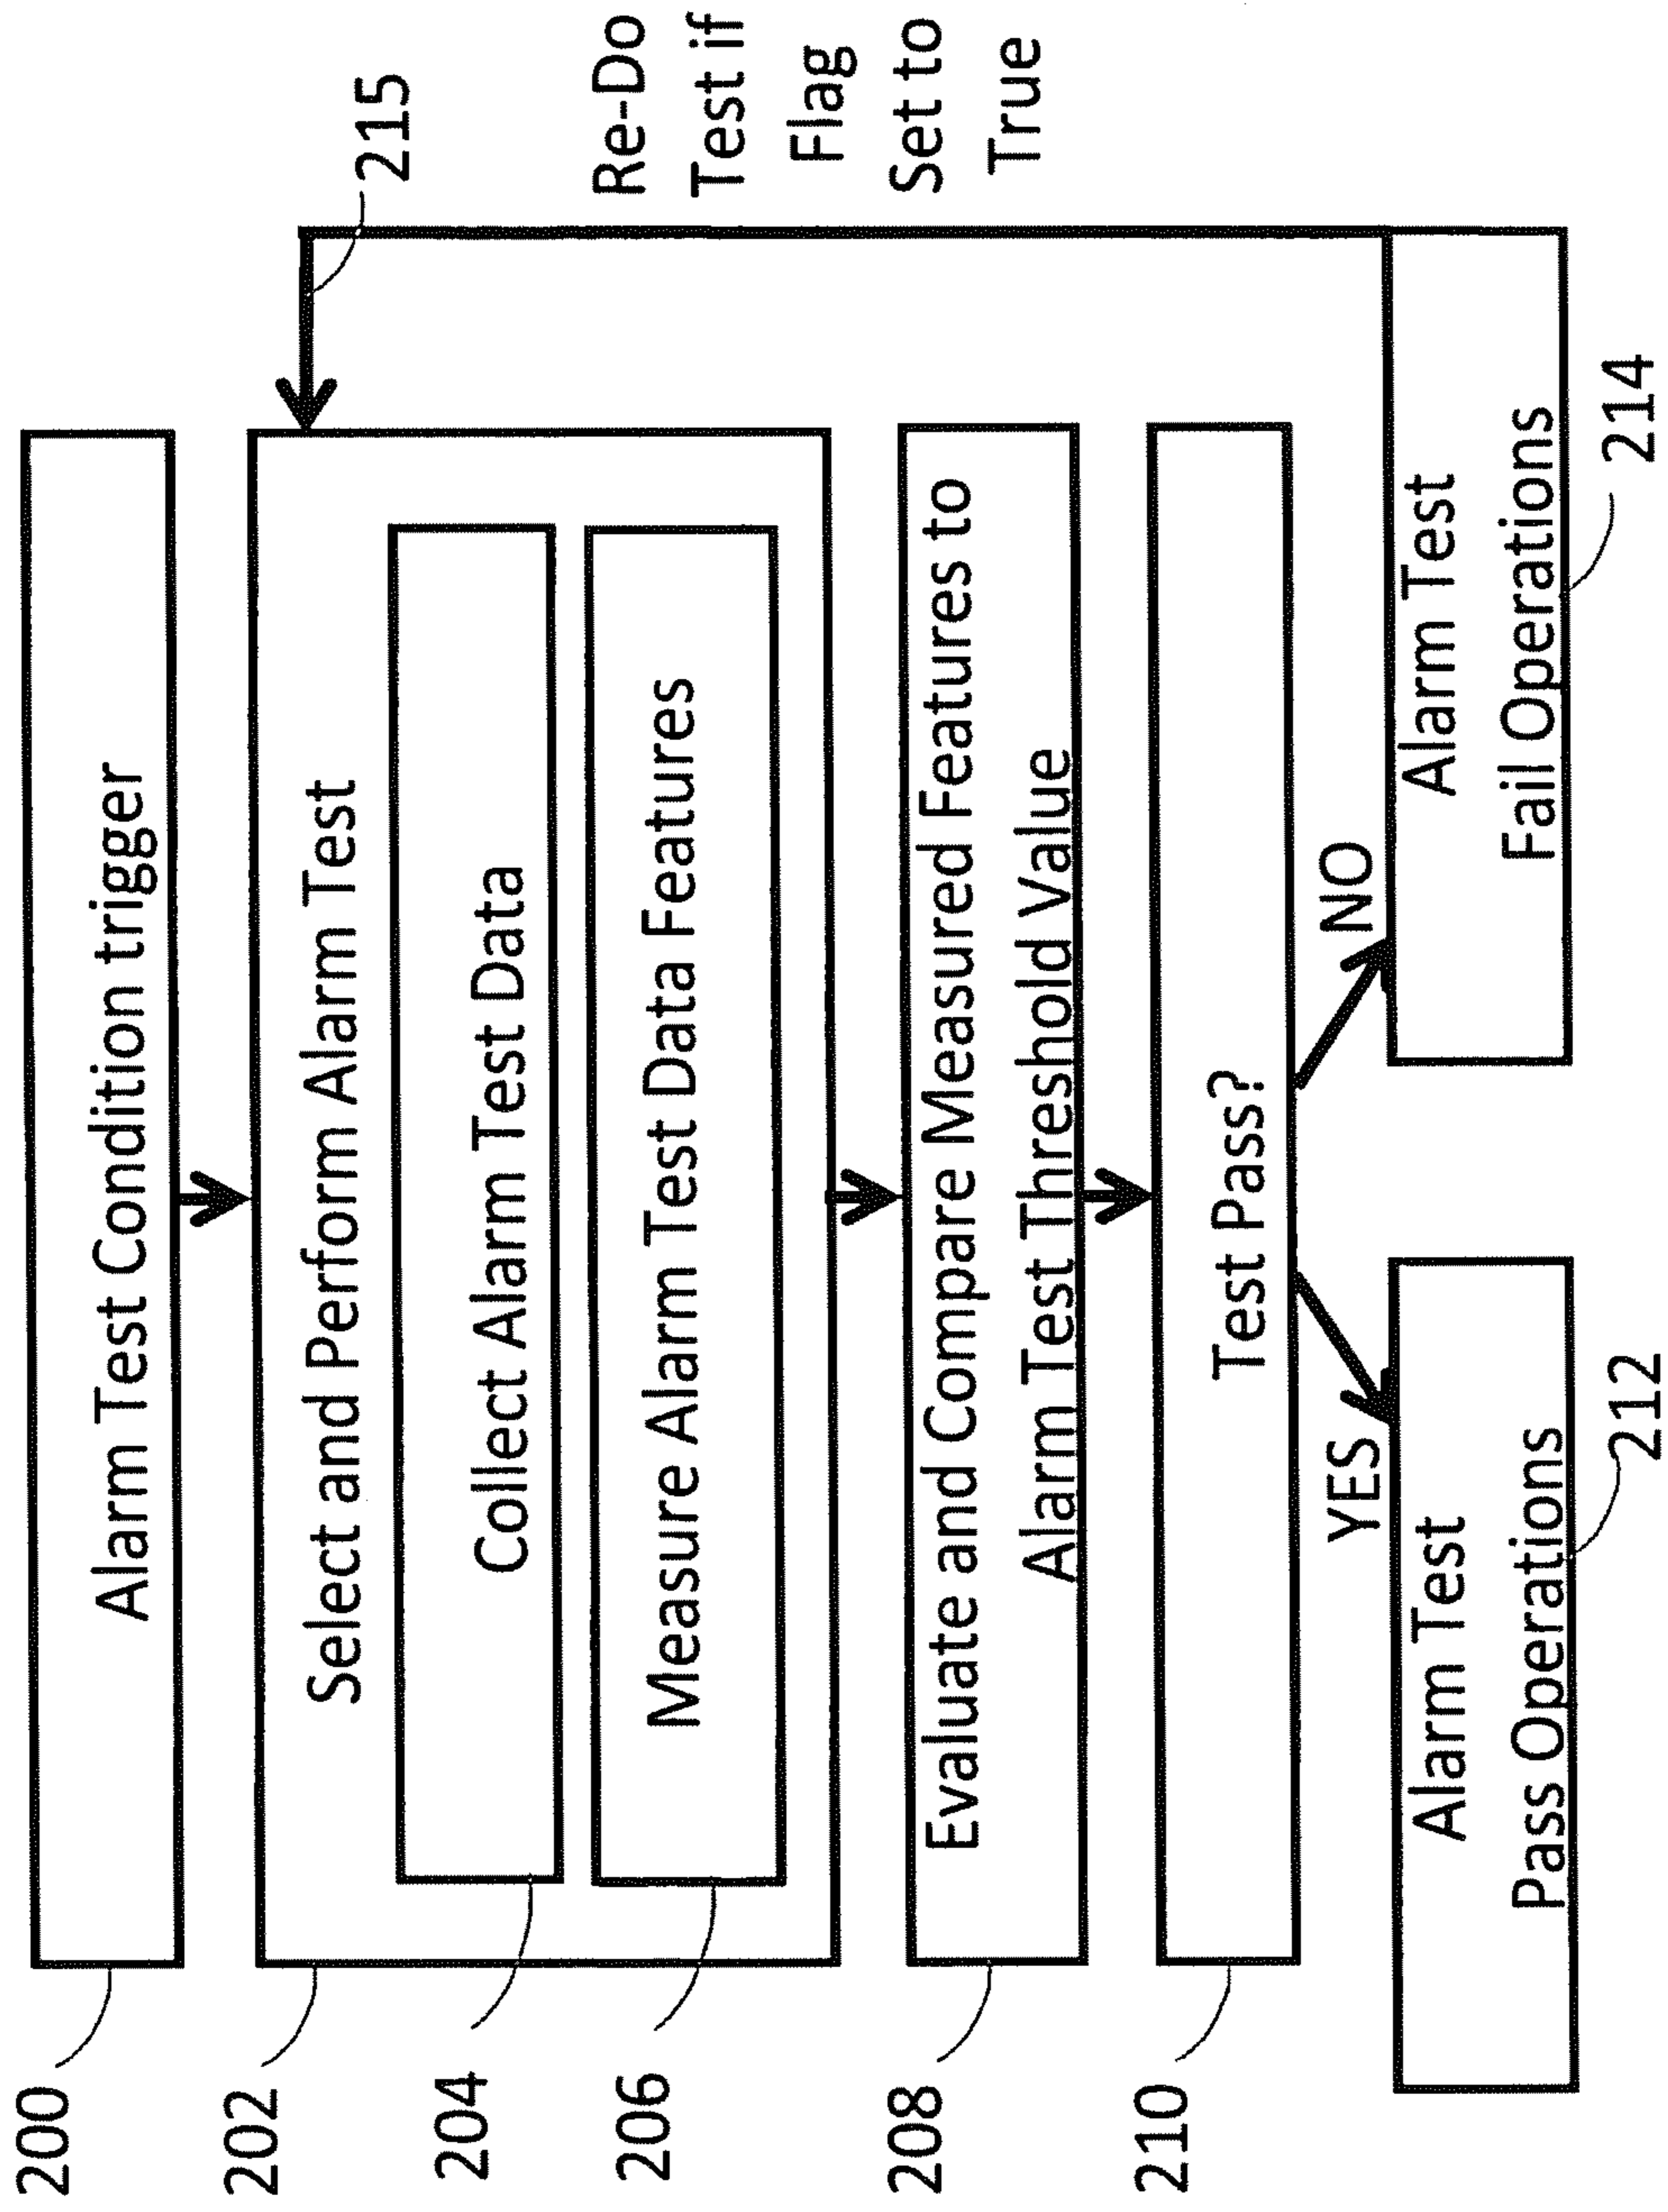 200
Alarm Test Condition trigger
202
Select and Perform Alarm Test
215
204
Collect Alarm Test Data
206
Measure Alarm Test Data Features
Re-Do
Test if
Flag
Set to
True
208
Evaluate and Compare Measured Features to
Alarm Test Threshold Value
210
Test Pass?
YES
NO
Alarm Test
Pass Operations
212
Alarm Test
Fail Operations
214